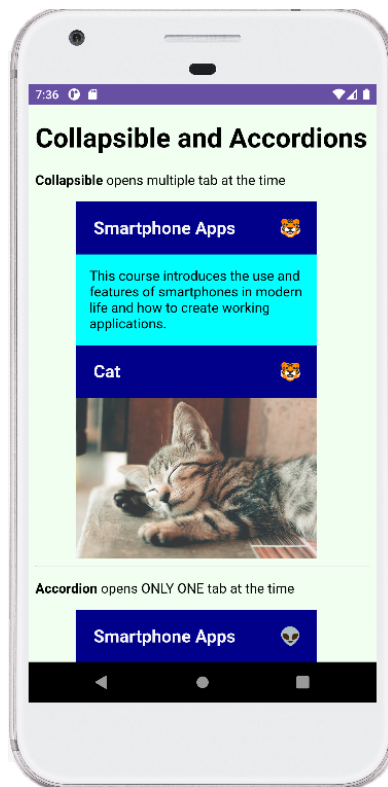 7:36
Collapsible and Accordions
Collapsible opens multiple tab at the time
Smartphone Apps
This course introduces the use and
features of smartphones in modern
life and how to create working
applications.
Cat
Accordion opens ONLY ONE tab at the time
Smartphone Apps